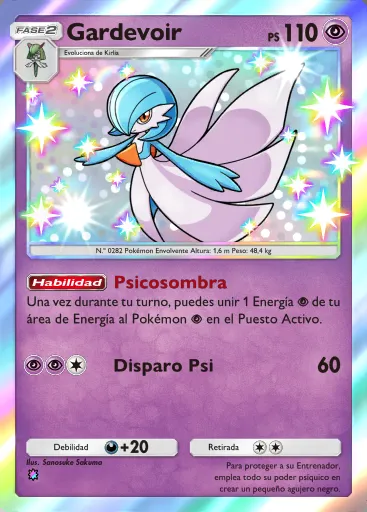 FASE 2
Gardevoir
PS 110
Evoluciona de Kirlia
N.º 0282 Pokémon Envolvente Altura: 1,6 m Peso: 48,4 kg
Habilidad Psicosombra
Una vez durante tu turno, puedes unir 1 Energía de tu
área de Energía al Pokémon en el Puesto Activo.
Disparo Psi 60
Debilidad +20
Retirada
Ilus. Sanosuke Sakuma
Para proteger a su Entrenador,
emplea todo su poder psíquico en
crear un pequeño agujero negro.